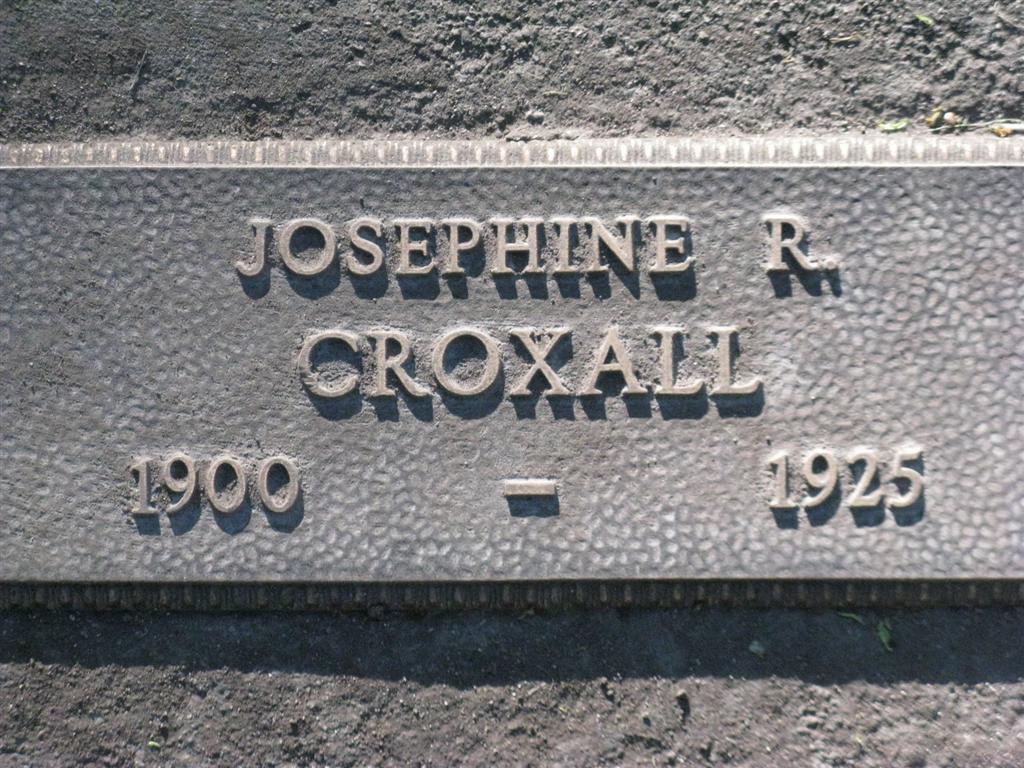 JOSEPHINE R.
CROXALL
1900 - 1925